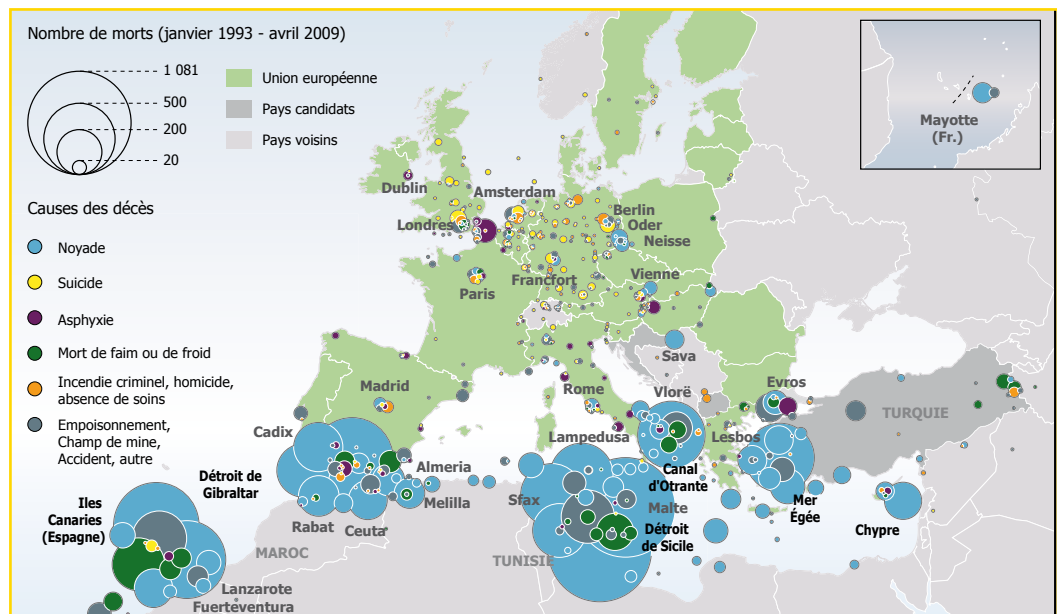 Nombre de morts (janvier 1993 - avril 2009)
1 081
500
200
20
Union européenne
Pays candidats
Pays voisins
Causes des décès
Noyade
Suicide
Asphyxie
Mort de faim ou de froid
Incendie criminel, homicide,
absence de soins
Empoisonnement,
Champ de mine,
Accident, autre
Mayotte
(Fr.)
Dublin
Amsterdam
Londres
Berlin
Oder
Neisse
Paris
Francfort
Vienne
Sava
Madrid
Rome
Vlorë
Evros
TURQUIE
Cadix
Lampedusa
Lesbos
Détroit de
Gibraltar
Almeria
Canal
d'Otrante
Iles
Canaries
(Espagne)
Rabat
Ceuta
Melilla
Sfax
Malte
Mer
Égée
Chypre
Détroit
de Sicile
MAROC
TUNISIE
Lanzarote
Fuerteventura